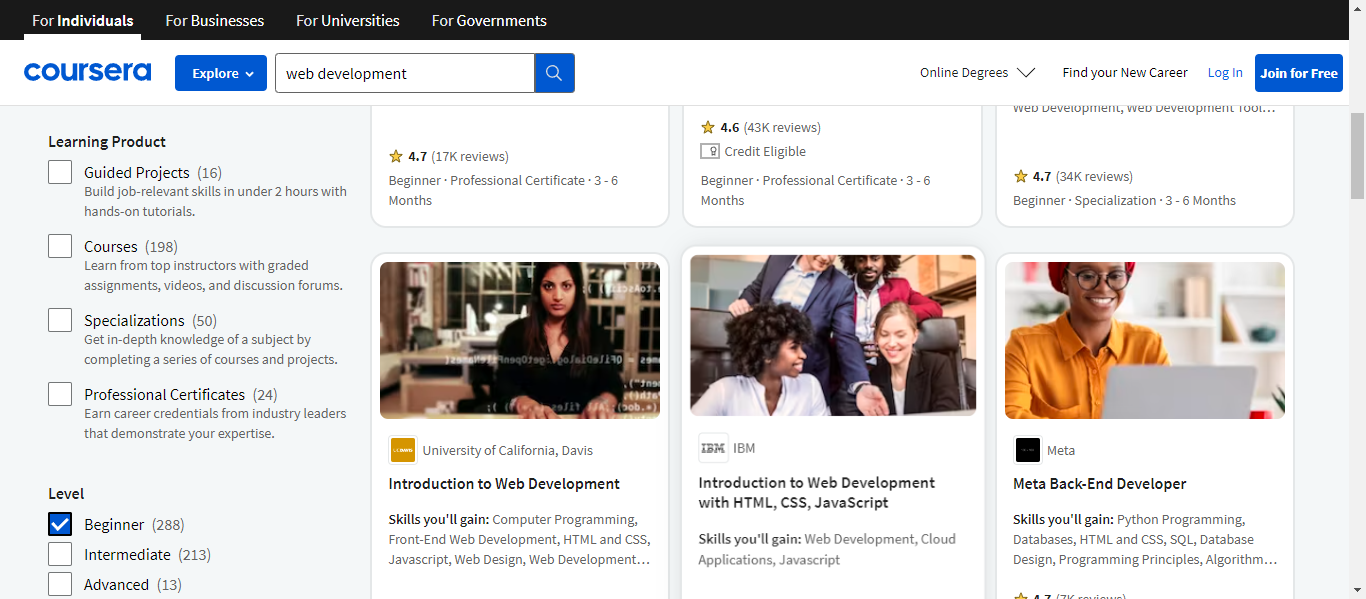 For Individuals
For Businesses
For Universities
For Governments
coursera
Explore
web development
Online Degrees
Find your New Career
Log In
Join for Free
Learning Product
Guided Projects (16)
Build job-relevant skills in under 2 hours with
hands-on tutorials.
Courses (198)
Learn from top instructors with graded
assignments, videos, and discussion forums.
Specializations (50)
Get in-depth knowledge of a subject by
completing a series of courses and projects.
Professional Certificates (24)
Earn career credentials from industry leaders
that demonstrate your expertise.
Level
Beginner (288)
Intermediate (213)
Advanced (13)
4.7 (17K reviews)
Beginner · Professional Certificate · 3 - 6
Months
4.6 (43K reviews)
Credit Eligible
Beginner · Professional Certificate · 3 - 6
Months
Web Development, Web Development Tool…
4.7 (34K reviews)
Beginner · Specialization · 3 - 6 Months
University of California, Davis
Introduction to Web Development
Skills you'll gain: Computer Programming,
Front-End Web Development, HTML and CSS,
Javascript, Web Design, Web Development…
IBM
IBM
Introduction to Web Development
with HTML, CSS, JavaScript
Skills you'll gain: Web Development, Cloud
Applications, Javascript
Meta
Meta Back-End Developer
Skills you'll gain: Python Programming,
Databases, HTML and CSS, SQL, Database
Design, Programming Principles, Algorithm…
4.7 (7K reviews)